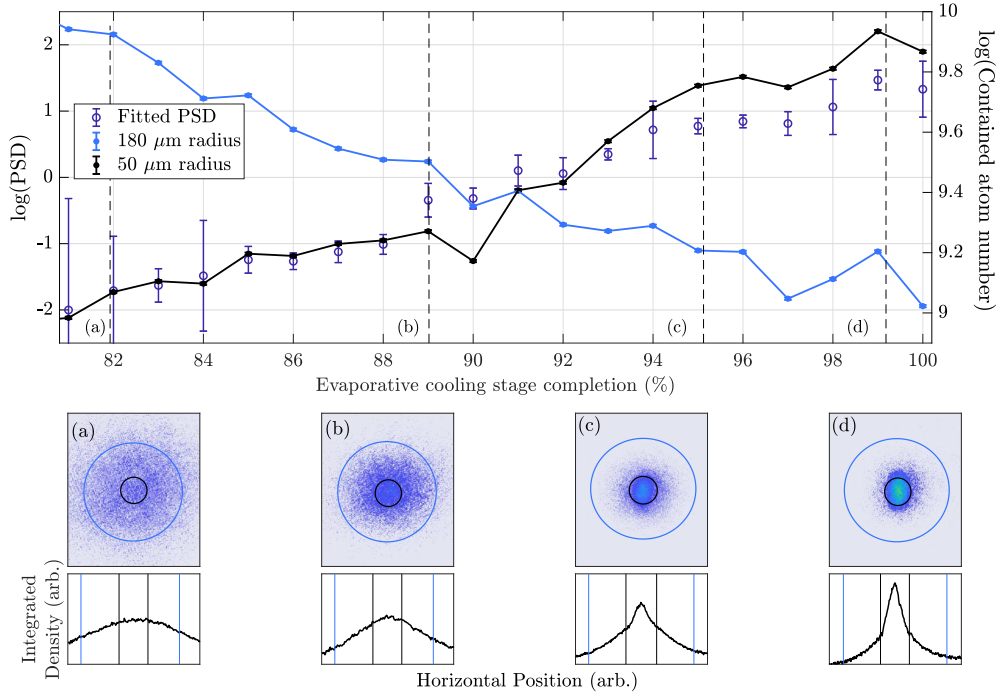 10
2
9.8
1
Fitted PSD
180 μm radius
50 μm radius
9.6
0
9.4
-1
9.2
-2
9
log(PSD)
log(Contained atom number)
(a)
(b)
(c)
(d)
82 84 86 88 90 92 94 96 98 100
Evaporative cooling stage completion (%)
(a)
(b)
(c)
(d)
Integrated
Density (arb.)
Horizontal Position (arb.)